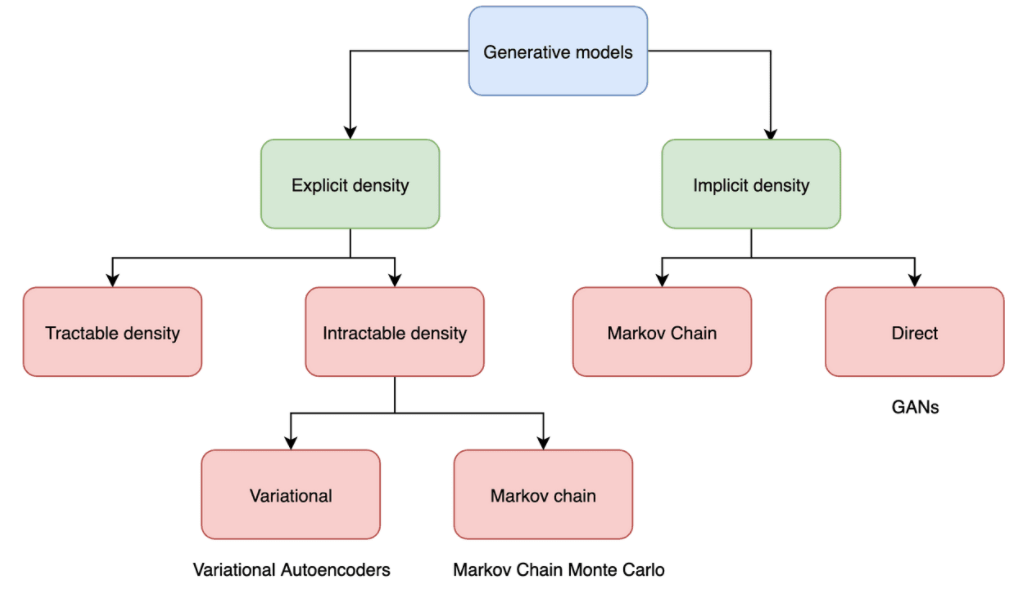 Generative models
Explicit density
Implicit density
Tractable density
Intractable density
Markov Chain
Direct
GANs
Variational
Markov chain
Variational Autoencoders
Markov Chain Monte Carlo